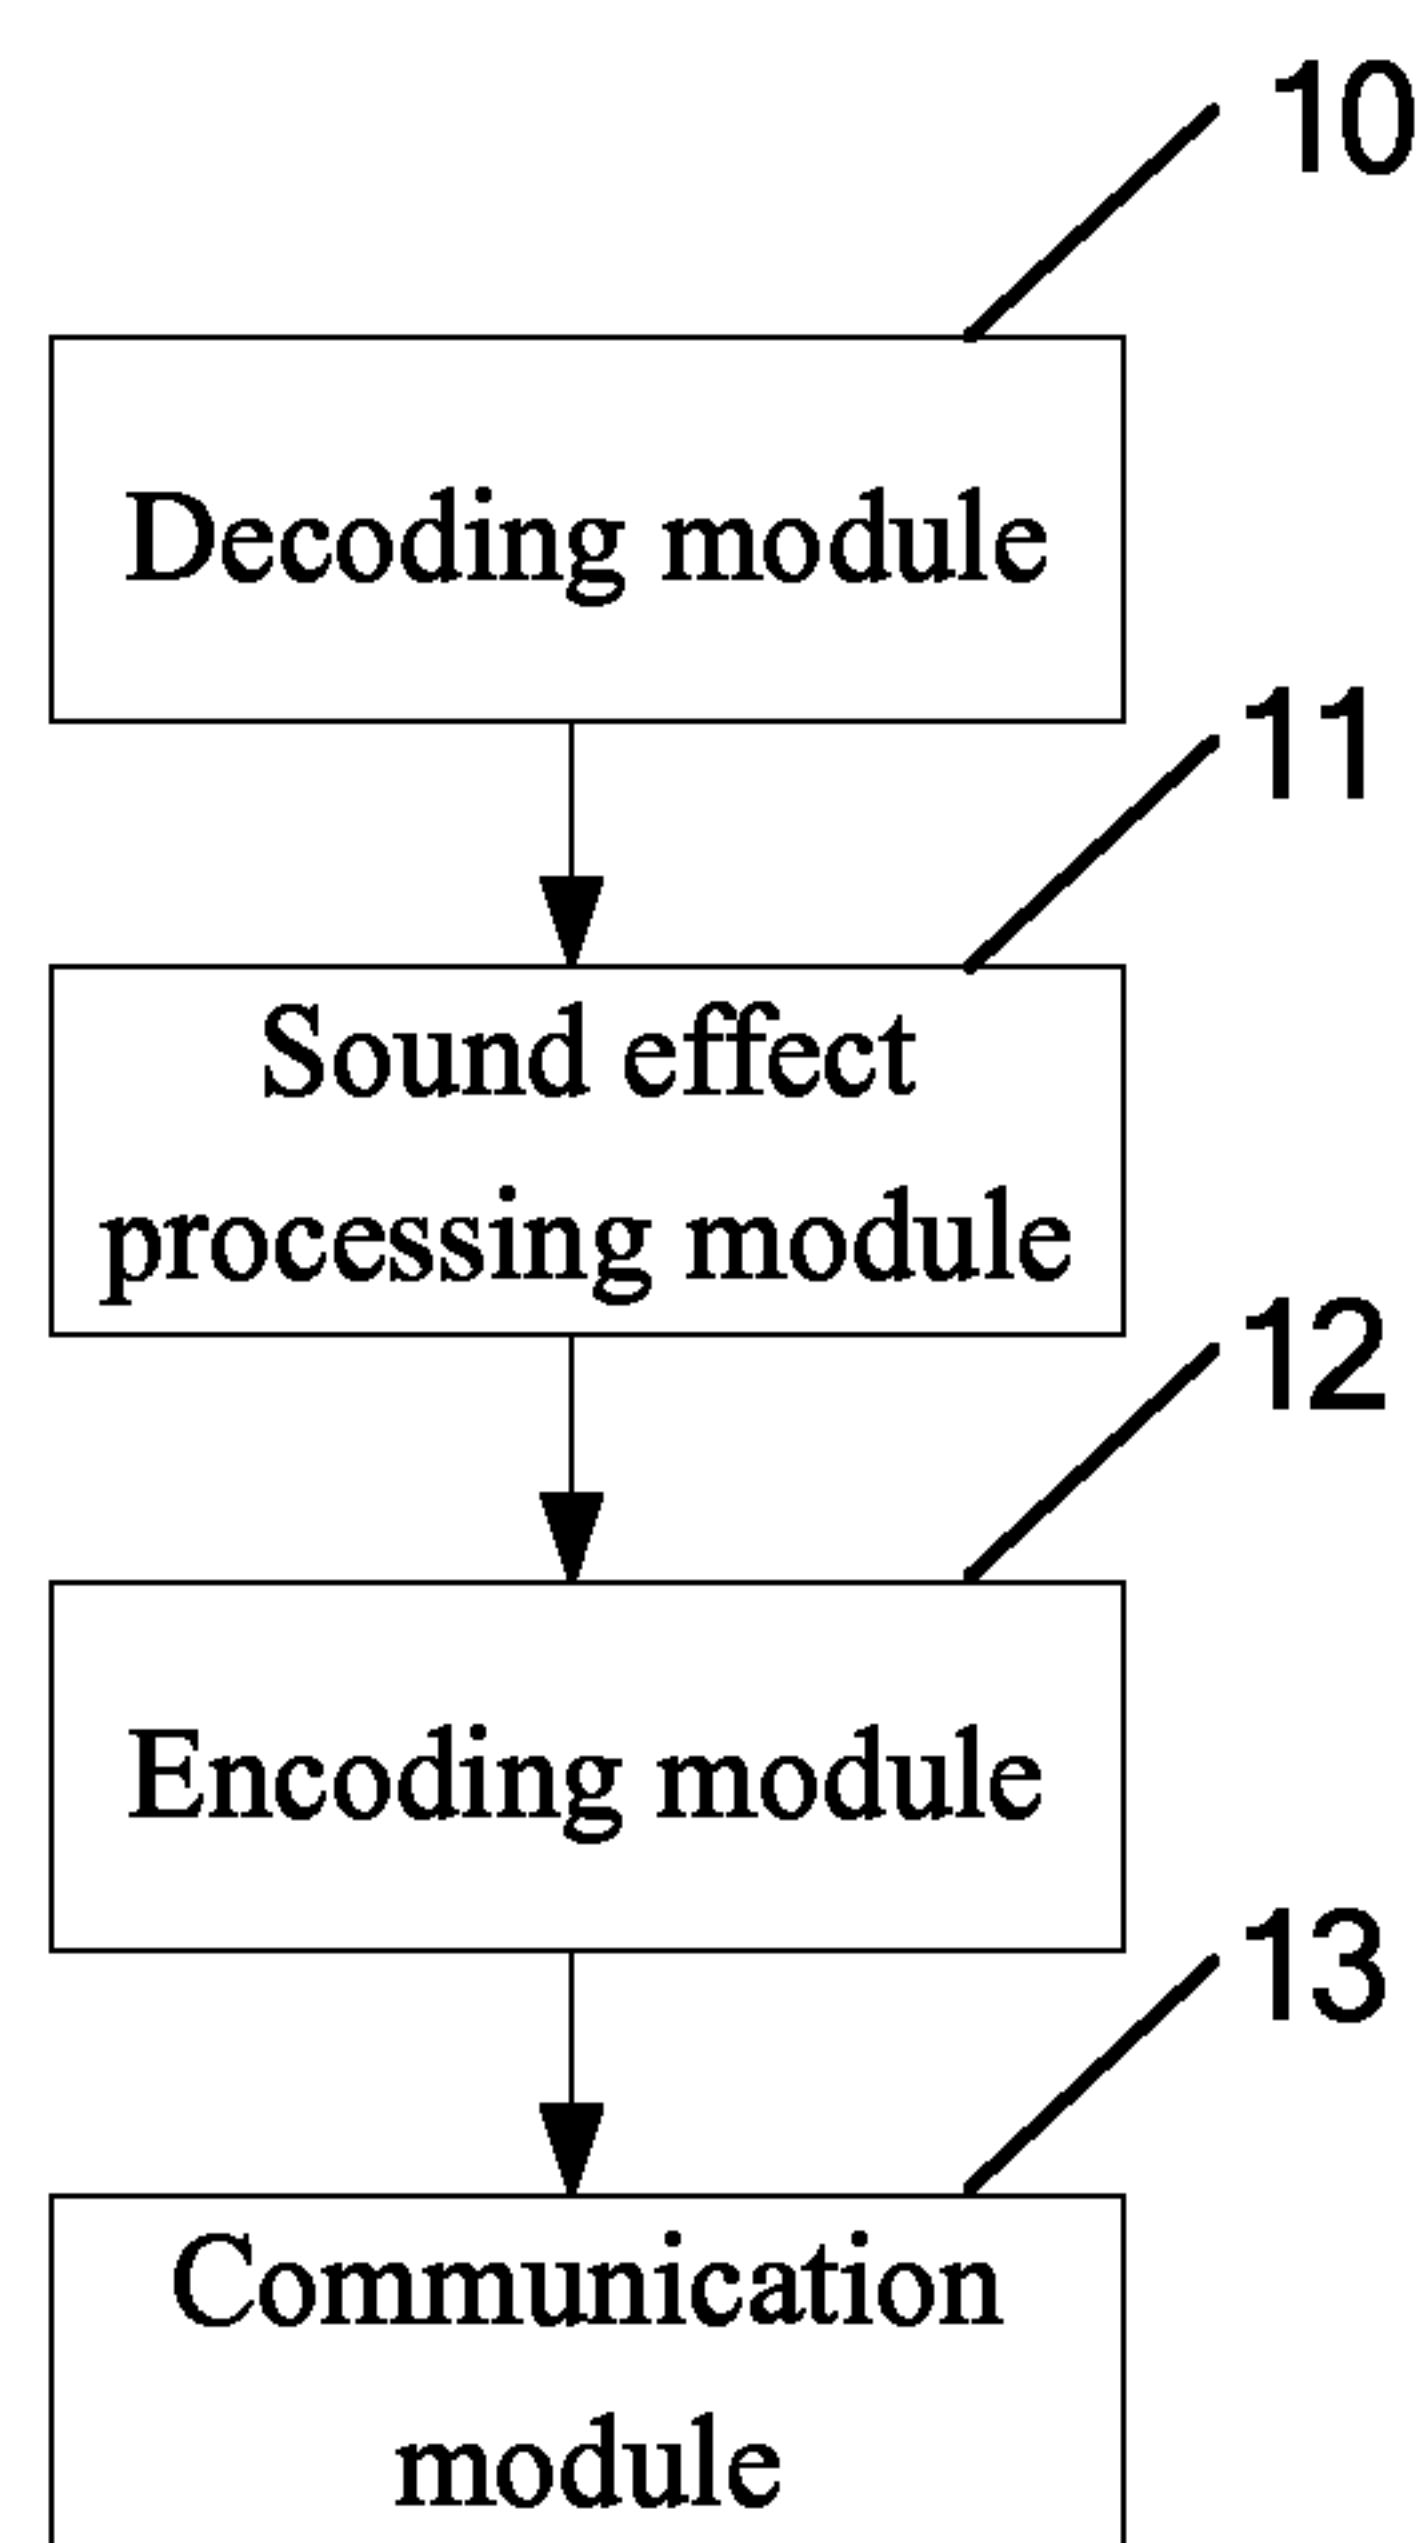 10
Decoding module
11
Sound effect
processing module
12
Encoding module
13
Communication
module